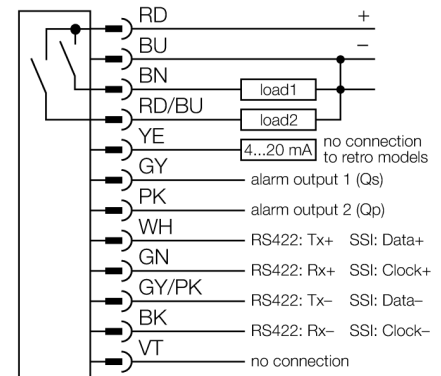 RD +
BU –
BN load1
RD/BU load2
YE 4...20 mA no connection
to retro models
GY alarm output 1 (Qs)
PK alarm output 2 (Qp)
WH RS422: Tx+ SSI: Data+
GN RS422: Rx+ SSI: Clock+
GY/PK RS422: Tx– SSI: Data–
BK RS422: Rx– SSI: Clock–
VT no connection